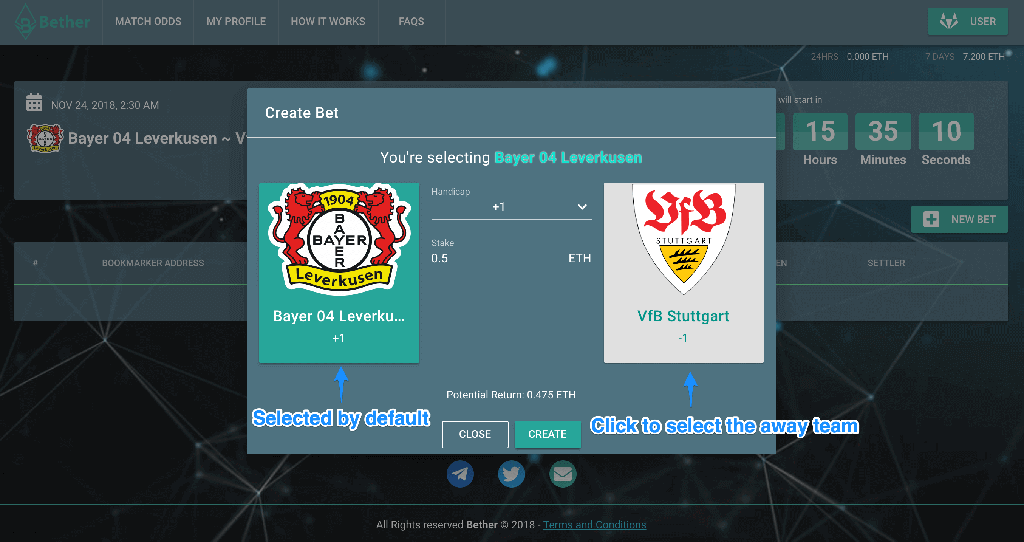 Bether
MATCH ODDS
MY PROFILE
HOW IT WORKS
FAQS
USER
24HRS 0.000 ETH 7 DAYS 7.200 ETH
NOV 24, 2018, 2:30 AM
Bayer 04 Leverkusen ~ V
will start in
15 35 10
Hours Minutes Seconds
NEW BET
# BOOKMARKER ADDRESS EN SETTLER
Create Bet
You're selecting Bayer 04 Leverkusen
1904
BAYER
BAYER
Leverkusen
Bayer 04 Leverku...
+1
Handicap
+1
Stake
0.5 ETH
VfB
STUTTGART
VfB Stuttgart
-1
Selected by default
Potential Return: 0.475 ETH
Click to select the away team
CLOSE CREATE
All Rights reserved Bether © 2018 - Terms and Conditions